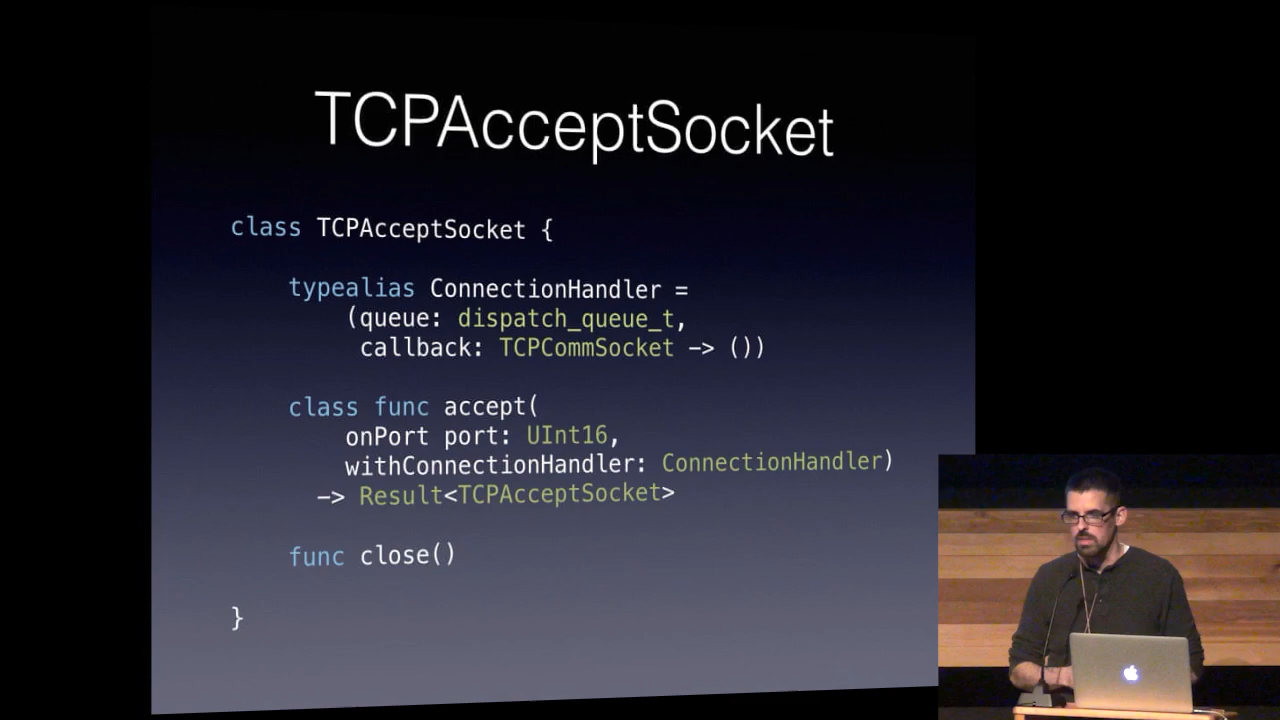 TCPAcceptSocket
class TCPAcceptSocket {
typealias ConnectionHandler =
(queue: dispatch_queue_t,
callback: TCPCommSocket -> ())
class func accept(
onPort port: UInt16,
withConnectionHandler: ConnectionHandler)
-> Result<TCPAcceptSocket>
func close()
}